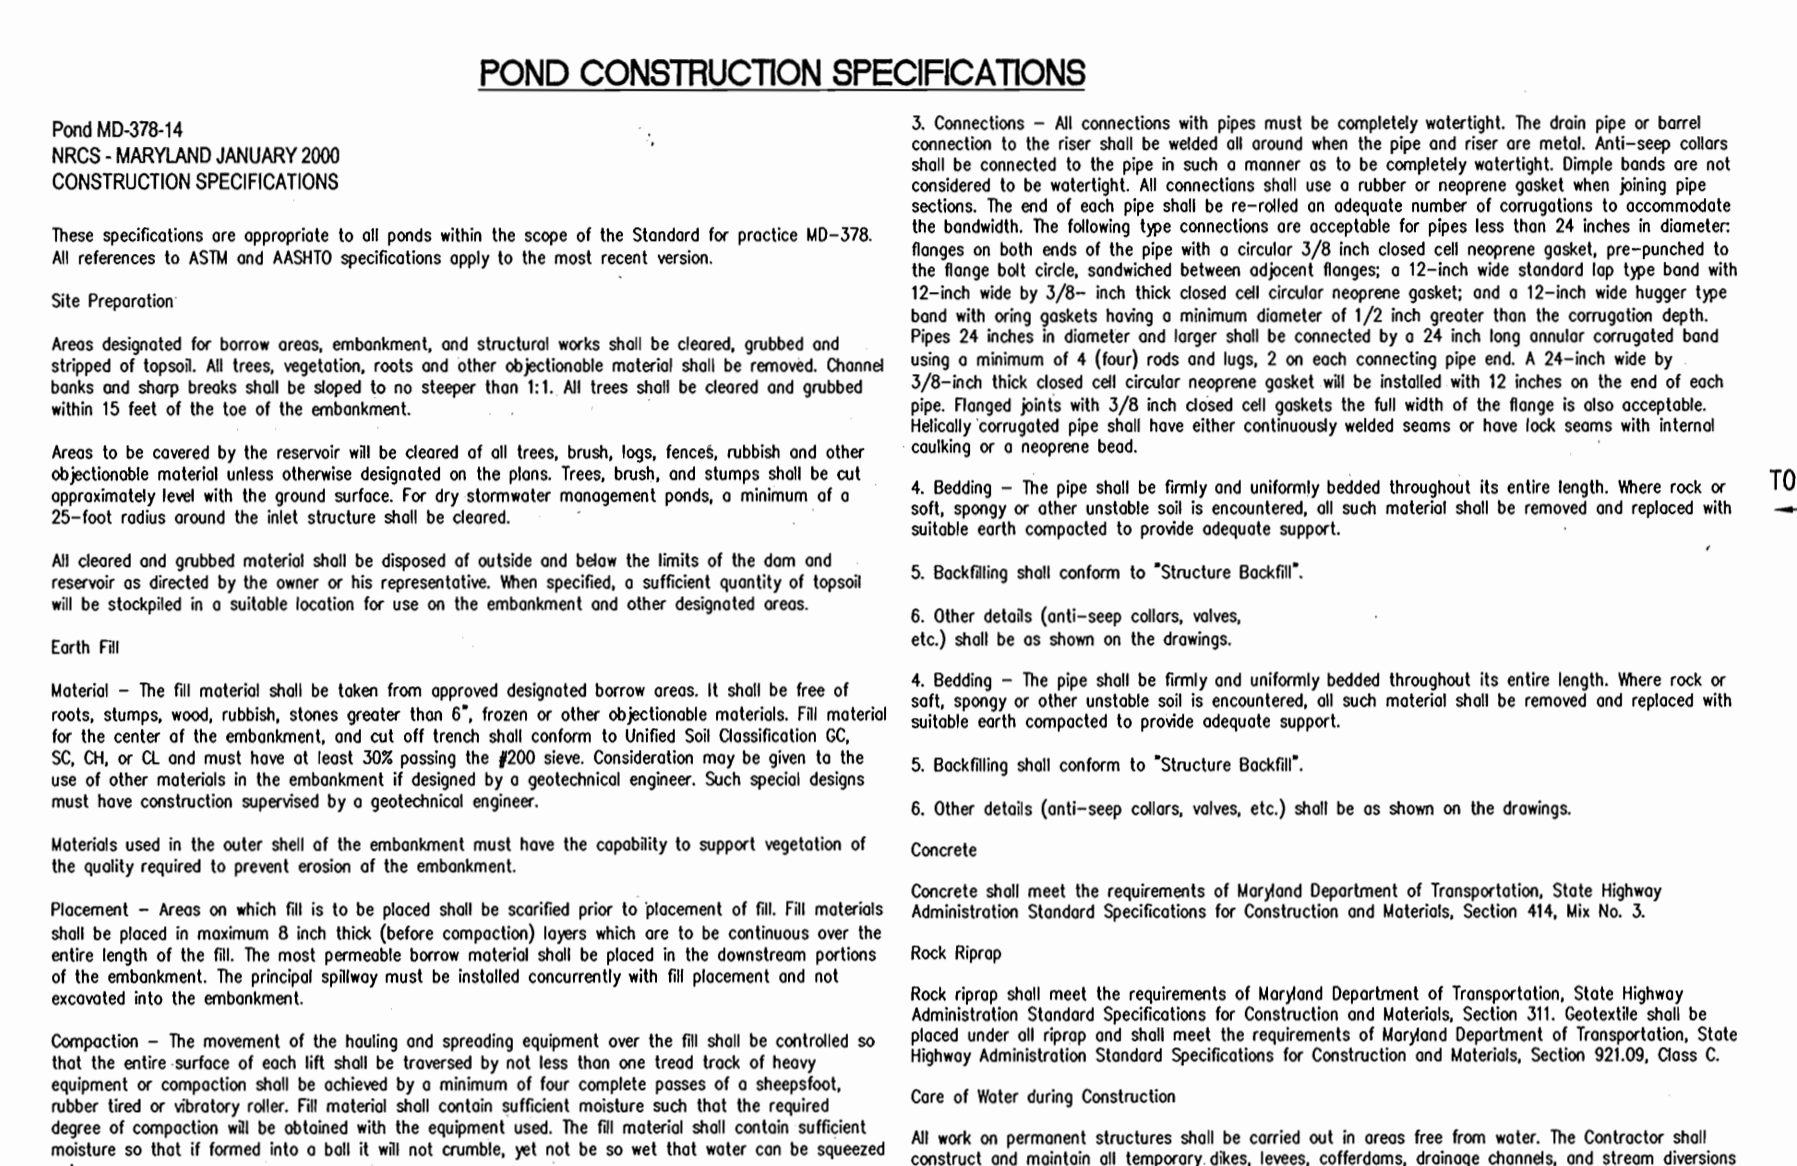 POND CONSTRUCTION SPECIFICATIONS
Pond MD-378-14
NRCS - MARYLAND JANUARY 2000
CONSTRUCTION SPECIFICATIONS
These specifications are appropriate to all ponds within the scope of the Standard for practice MD-378.
All references to ASTM and AASHTO specifications apply to the most recent version.
Site Preparation
Areas designated for borrow areas, embankment, and structural works shall be cleared, grubbed and
stripped of topsoil. All trees, vegetation, roots and other objectionable material shall be removed. Channel
banks and sharp breaks shall be sloped to no steeper than 1:1. All trees shall be cleared and grubbed
within 15 feet of the toe of the embankment.
Areas to be covered by the reservoir will be cleared of all trees, brush, logs, fences, rubbish and other
objectionable material unless otherwise designated on the plans. Trees, brush, and stumps shall be cut
approximately level with the ground surface. For dry stormwater management ponds, a minimum of a
25-foot radius around the inlet structure shall be cleared.
All cleared and grubbed material shall be disposed of outside and below the limits of the dam and
reservoir as directed by the owner or his representative. When specified, a sufficient quantity of topsoil
will be stockpiled in a suitable location for use on the embankment and other designated areas.
Earth Fill
Material - The fill material shall be taken from approved designated borrow areas. It shall be free of
roots, stumps, wood, rubbish, stones greater than 6", frozen or other objectionable materials. Fill material
for the center of the embankment, and cut off trench shall conform to Unified Soil Classification GC,
SC, CH, or CL and must have at least 30% passing the #200 sieve. Consideration may be given to the
use of other materials in the embankment if designed by a geotechnical engineer. Such special designs
must have construction supervised by a geotechnical engineer.
Materials used in the outer shell of the embankment must have the capability to support vegetation of
the quality required to prevent erosion of the embankment.
Placement - Areas on which fill is to be placed shall be scarified prior to placement of fill. Fill materials
shall be placed in maximum 8 inch thick (before compaction) layers which are to be continuous over the
entire length of the fill. The most permeable borrow material shall be placed in the downstream portions
of the embankment. The principal spillway must be installed concurrently with fill placement and not
excavated into the embankment.
Compaction - The movement of the hauling and spreading equipment over the fill shall be controlled so
that the entire surface of each lift shall be traversed by not less than one tread track of heavy
equipment or compaction shall be achieved by a minimum of four complete passes of a sheepsfoot,
rubber tired or vibratory roller. Fill material shall contain sufficient moisture such that the required
degree of compaction will be obtained with the equipment used. The fill material shall contain sufficient
moisture so that if formed into a ball it will not crumble, yet not be so wet that water can be squeezed
3. Connections - All connections with pipes must be completely watertight. The drain pipe or barrel
connection to the riser shall be welded all around when the pipe and riser are metal. Anti-seep collars
shall be connected to the pipe in such a manner as to be completely watertight. Dimple bands are not
considered to be watertight. All connections shall use a rubber or neoprene gasket when joining pipe
sections. The end of each pipe shall be re-rolled an adequate number of corrugations to accommodate
the bandwidth. The following type connections are acceptable for pipes less than 24 inches in diameter:
flanges on both ends of the pipe with a circular 3/8 inch closed cell neoprene gasket, pre-punched to
the flange bolt circle, sandwiched between adjacent flanges; a 12-inch wide standard lap type band with
12-inch wide by 3/8- inch thick closed cell circular neoprene gasket; and a 12-inch wide hugger type
band with oring gaskets having a minimum diameter of 1/2 inch greater than the corrugation depth.
Pipes 24 inches in diameter and larger shall be connected by a 24 inch long annular corrugated band
using a minimum of 4 (four) rods and lugs, 2 on each connecting pipe end. A 24-inch wide by
3/8-inch thick closed cell circular neoprene gasket will be installed with 12 inches on the end of each
pipe. Flanged joints with 3/8 inch closed cell gaskets the full width of the flange is also acceptable.
Helically corrugated pipe shall have either continuously welded seams or have lock seams with internal
caulking or a neoprene bead.
4. Bedding - The pipe shall be firmly and uniformly bedded throughout its entire length. Where rock or
soft, spongy or other unstable soil is encountered, all such material shall be removed and replaced with
suitable earth compacted to provide adequate support.
5. Backfilling shall conform to "Structure Backfill".
6. Other details (anti-seep collars, valves,
etc.) shall be as shown on the drawings.
4. Bedding - The pipe shall be firmly and uniformly bedded throughout its entire length. Where rock or
soft, spongy or other unstable soil is encountered, all such material shall be removed and replaced with
suitable earth compacted to provide adequate support.
5. Backfilling shall conform to "Structure Backfill".
6. Other details (anti-seep collars, valves, etc.) shall be as shown on the drawings.
Concrete
Concrete shall meet the requirements of Maryland Department of Transportation, State Highway
Administration Standard Specifications for Construction and Materials, Section 414, Mix No. 3.
Rock Riprap
Rock riprap shall meet the requirements of Maryland Department of Transportation, State Highway
Administration Standard Specifications for Construction and Materials, Section 311. Geotextile shall be
placed under all riprap and shall meet the requirements of Maryland Department of Transportation, State
Highway Administration Standard Specifications for Construction and Materials, Section 921.09, Class C.
Care of Water during Construction
All work on permanent structures shall be carried out in areas free from water. The Contractor shall
construct and maintain all temporary dikes, levees, cofferdams, drainage channels, and stream diversions
TO